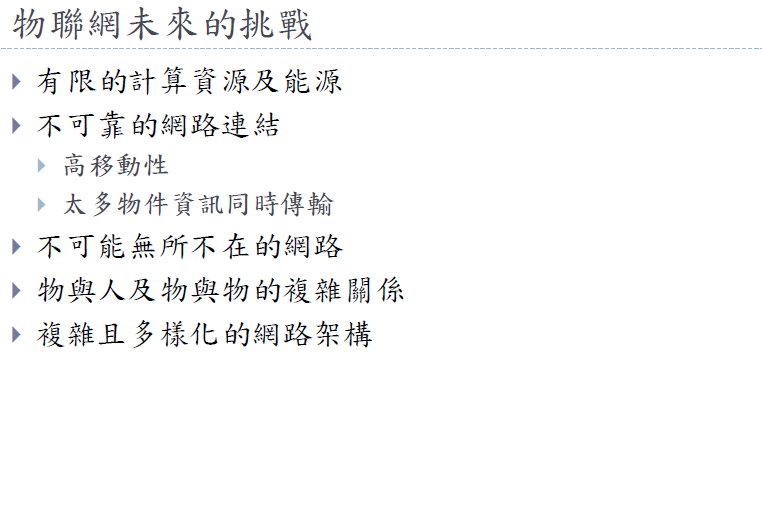 物聯網未來的挑戰
有限的計算資源及能源
不可靠的網路連結
高移動性
太多物件資訊同時傳輸
不可能無所不在的網路
物與人及物與物的複雜關係
複雜且多樣化的網路架構